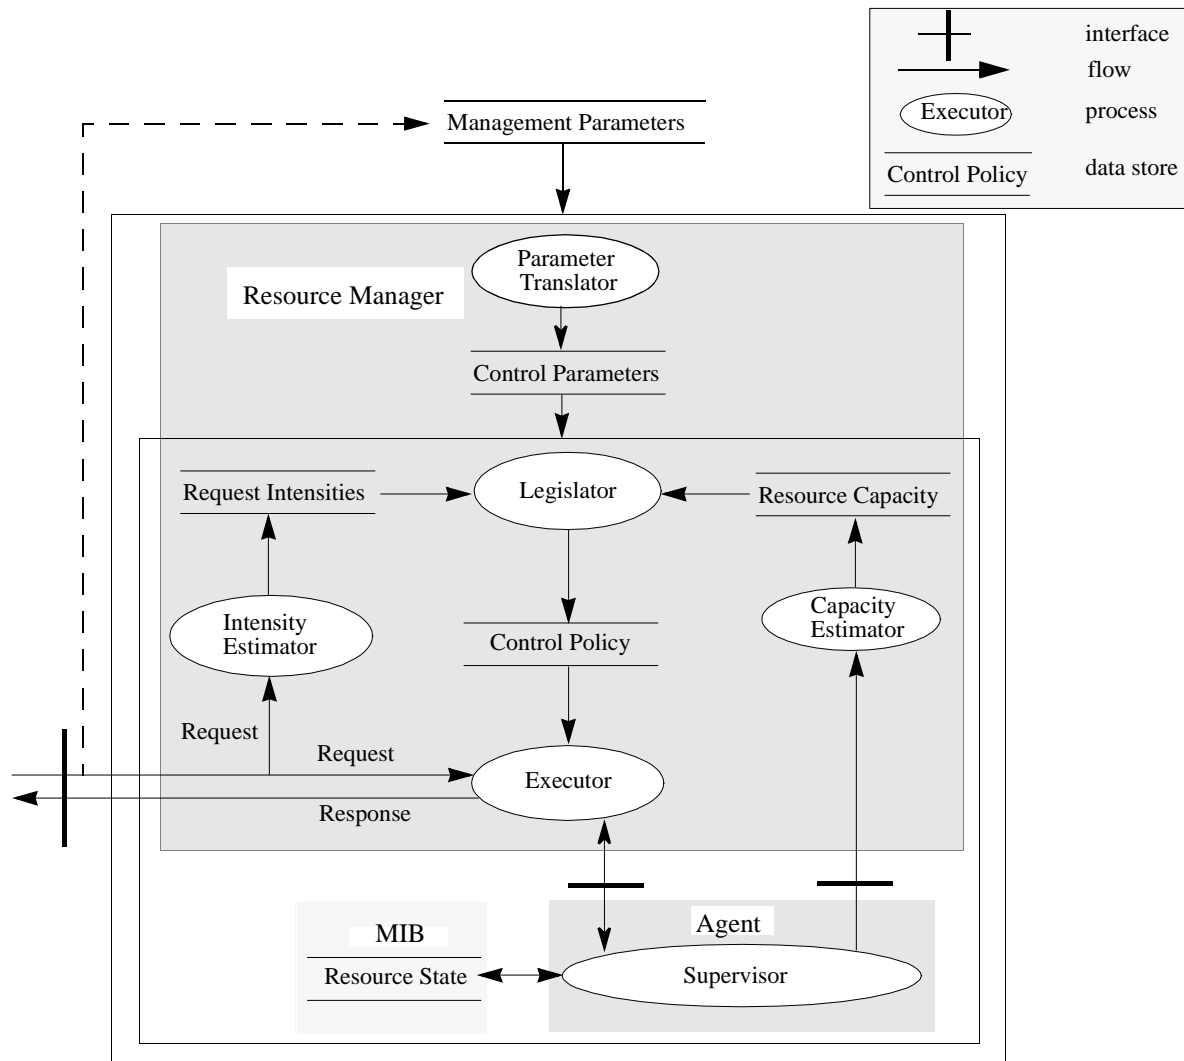 interface
flow
Executor
process
Control Policy
data store
Management Parameters
Parameter
Translator
Resource Manager
Control Parameters
Request Intensities
Legislator
Resource Capacity
Intensity
Estimator
Capacity
Estimator
Control Policy
Request
Request
Executor
Response
MIB
Agent
Resource State
Supervisor